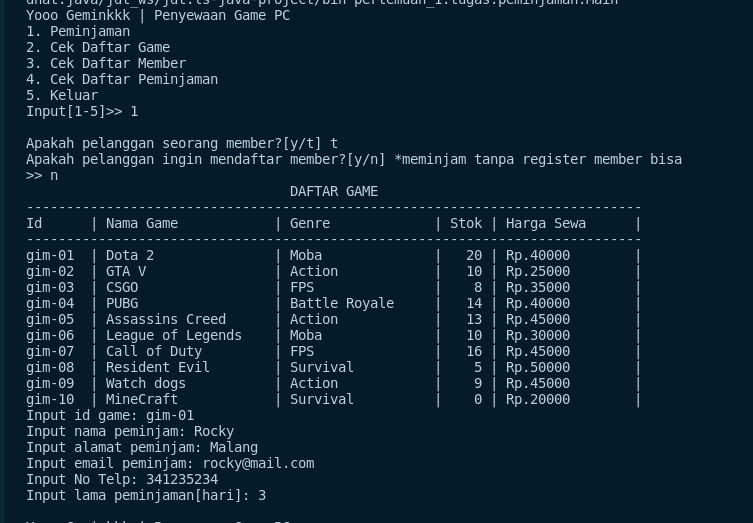 Yooo Geminkkk | Penyewaan Game PC
1. Peminjaman
2. Cek Daftar Game
3. Cek Daftar Member
4. Cek Daftar Peminjaman
5. Keluar
Input[1-5]>> 1
Apakah pelanggan seorang member?[y/t] t
Apakah pelanggan ingin mendaftar member?[y/n] *meminjam tanpa register member bisa
>> n
DAFTAR GAME
-----------------------------------------------------------------------------
Id      | Nama Game            | Genre             | Stok | Harga Sewa      |
-----------------------------------------------------------------------------
gim-01  | Dota 2               | Moba              |   20 | Rp.40000        |
gim-02  | GTA V                | Action            |   10 | Rp.25000        |
gim-03  | CSGO                 | FPS               |    8 | Rp.35000        |
gim-04  | PUBG                 | Battle Royale     |   14 | Rp.40000        |
gim-05  | Assassins Creed      | Action            |   13 | Rp.45000        |
gim-06  | League of Legends    | Moba              |   10 | Rp.30000        |
gim-07  | Call of Duty         | FPS               |   16 | Rp.45000        |
gim-08  | Resident Evil        | Survival          |    5 | Rp.50000        |
gim-09  | Watch dogs           | Action            |    9 | Rp.45000        |
gim-10  | MineCraft            | Survival          |    0 | Rp.20000        |
Input id game: gim-01
Input nama peminjam: Rocky
Input alamat peminjam: Malang
Input email peminjam: rocky@mail.com
Input No Telp: 341235234
Input lama peminjaman[hari]: 3